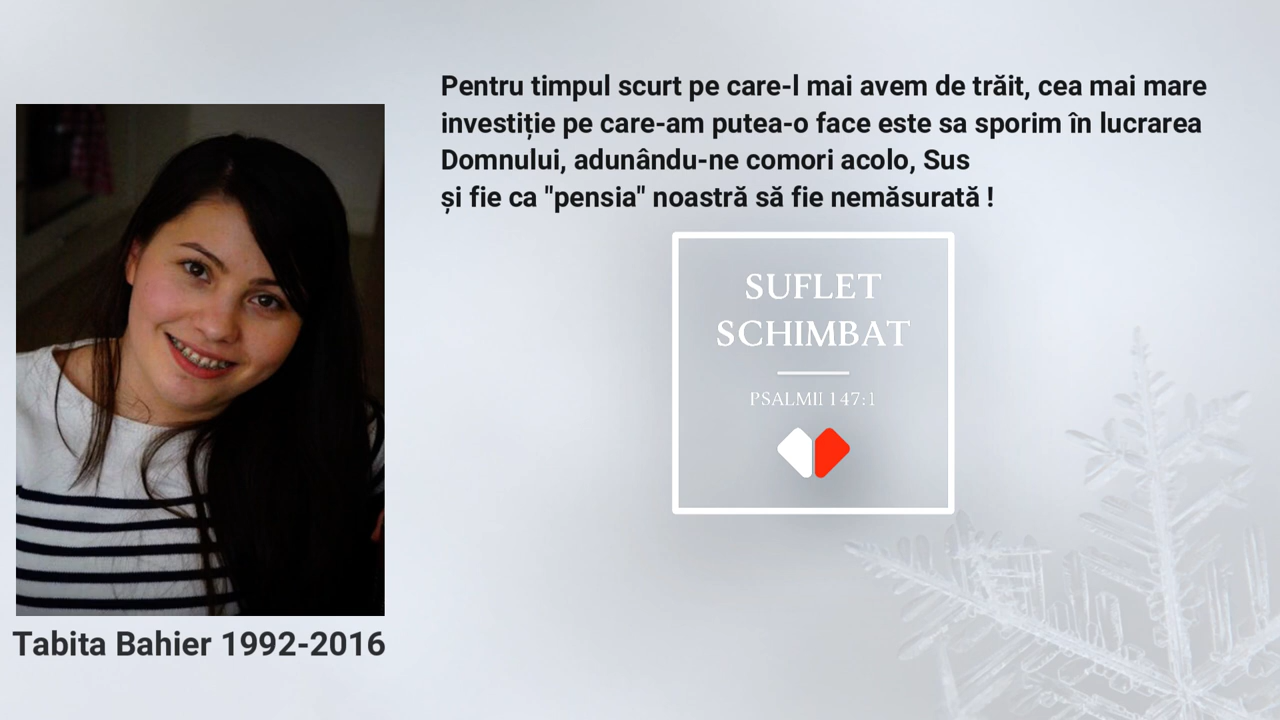 Pentru timpul scurt pe care-l mai avem de trăit, cea mai mare
investiție pe care-am putea-o face este sa sporim în lucrarea
Domnului, adunându-ne comori acolo, Sus
și fie ca "pensia" noastră să fie nemăsurată !
SUFLET
SCHIMBAT
PSALMII 147:1
Tabita Bahier 1992-2016